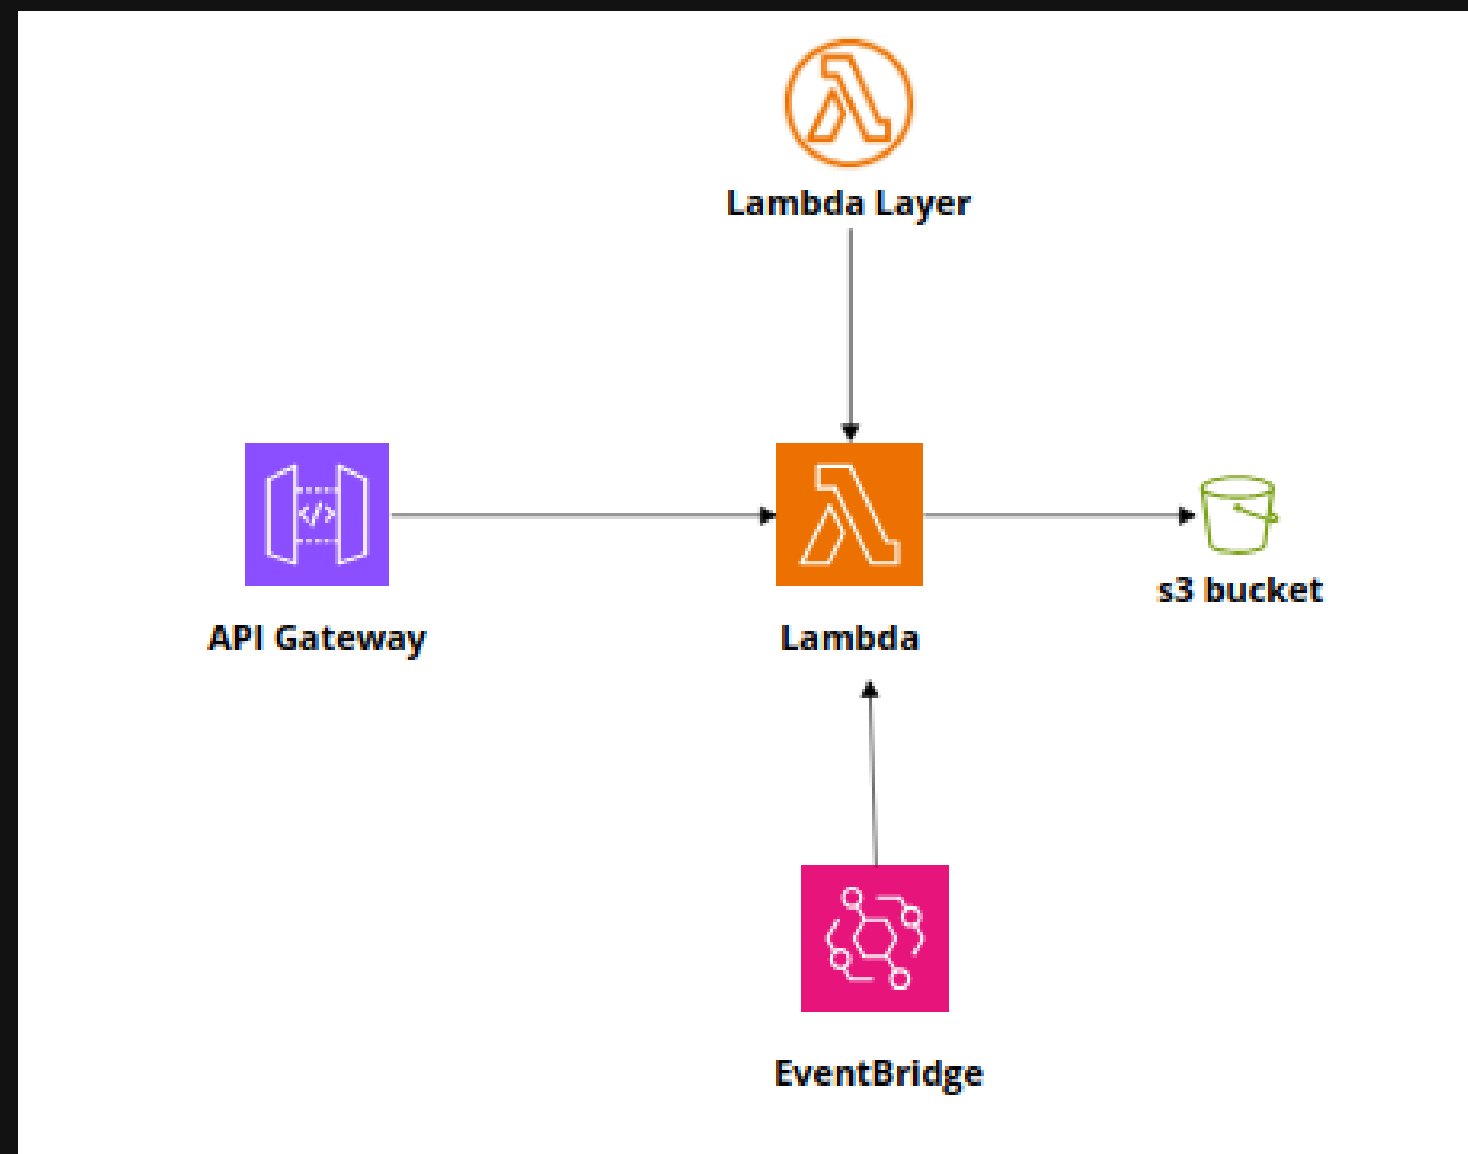 Lambda Layer
</>
API Gateway
Lambda
s3 bucket
EventBridge